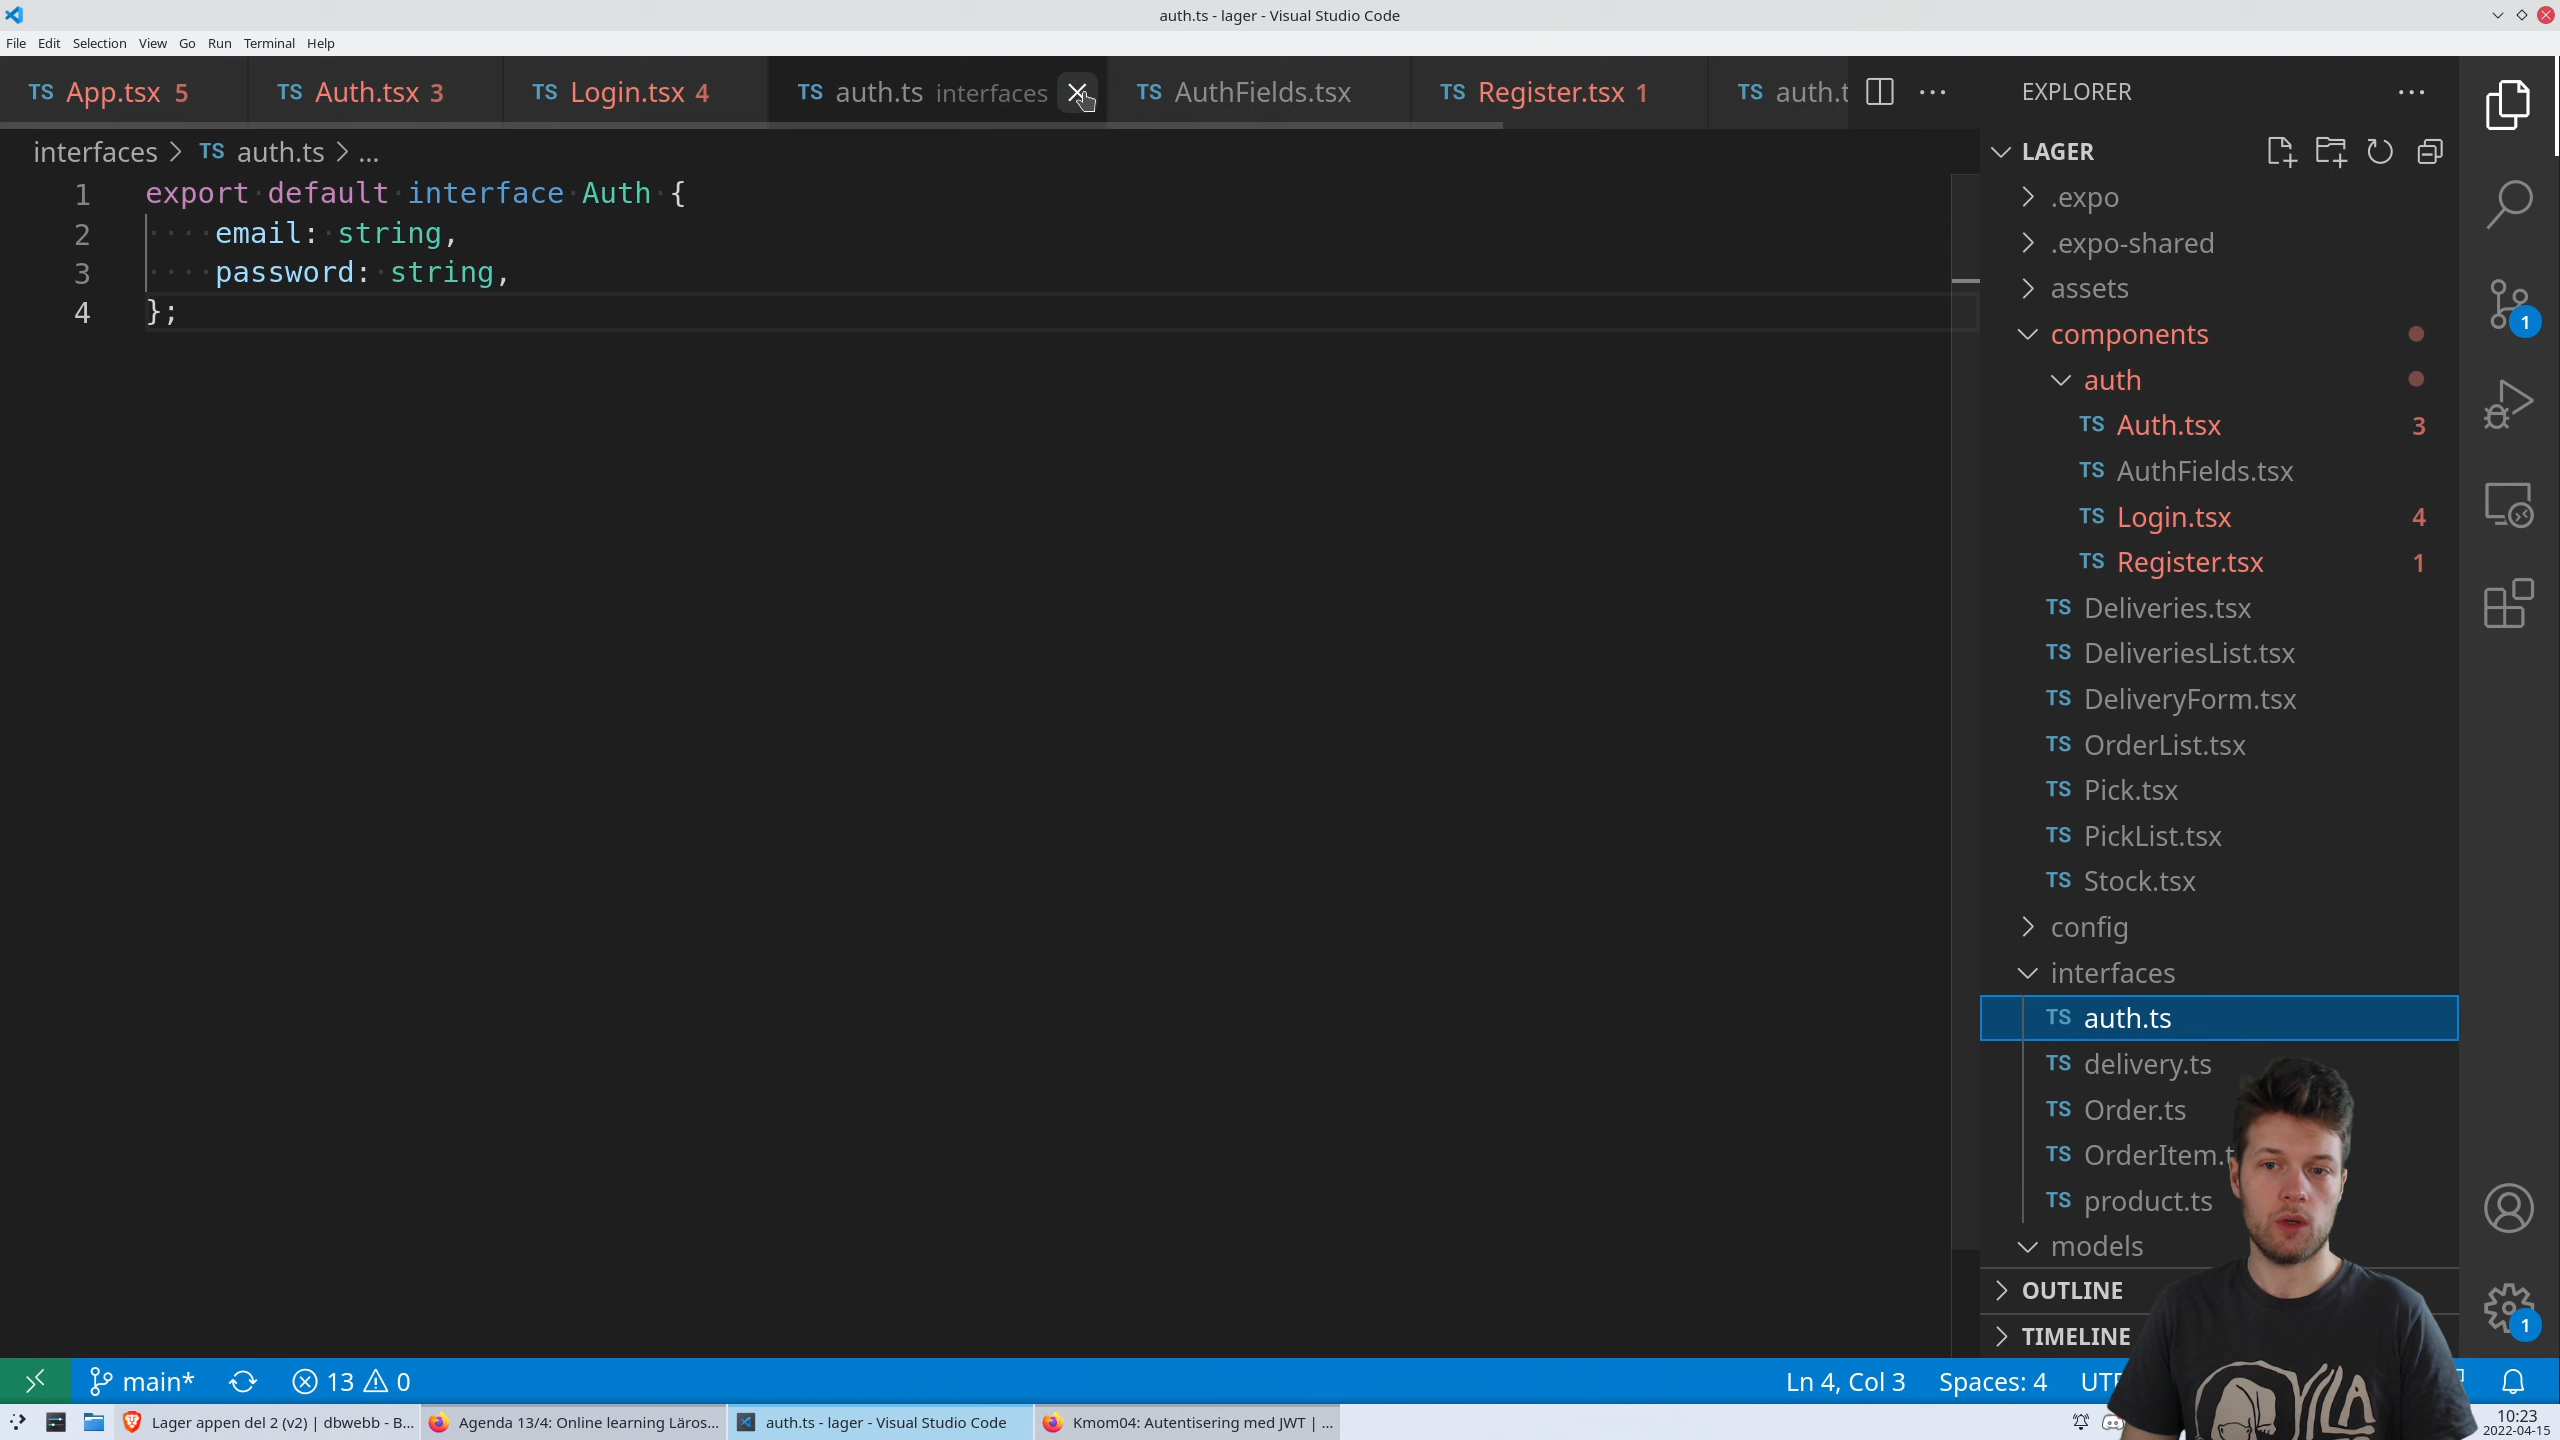 auth.ts - lager - Visual Studio Code
File Edit Selection View Go Run Terminal Help
TS App.tsx 5 TS Auth.tsx 3 TS Login.tsx 4 TS auth.ts interfaces TS AuthFields.tsx TS Register.tsx 1 TS auth.t
interfaces > TS auth.ts > ...
1 export default interface Auth {
2 email: string,
3 password: string,
4 };
EXPLORER
LAGER
.expo
.expo-shared
assets
components
auth
TS Auth.tsx 3
TS AuthFields.tsx
TS Login.tsx 4
TS Register.tsx 1
TS Deliveries.tsx
TS DeliveriesList.tsx
TS DeliveryForm.tsx
TS OrderList.tsx
TS Pick.tsx
TS PickList.tsx
TS Stock.tsx
config
interfaces
TS auth.ts
TS delivery.ts
TS Order.ts
TS OrderItem.t
TS product.ts
models
OUTLINE
TIMELINE
1
1
main* 13 0 Ln 4, Col 3 Spaces: 4
Lager appen del 2 (v2) | dbwebb - B... Agenda 13/4: Online learning Läros... auth.ts - lager - Visual Studio Code Kmom04: Autentisering med JWT | ...
10:23
2022-04-15